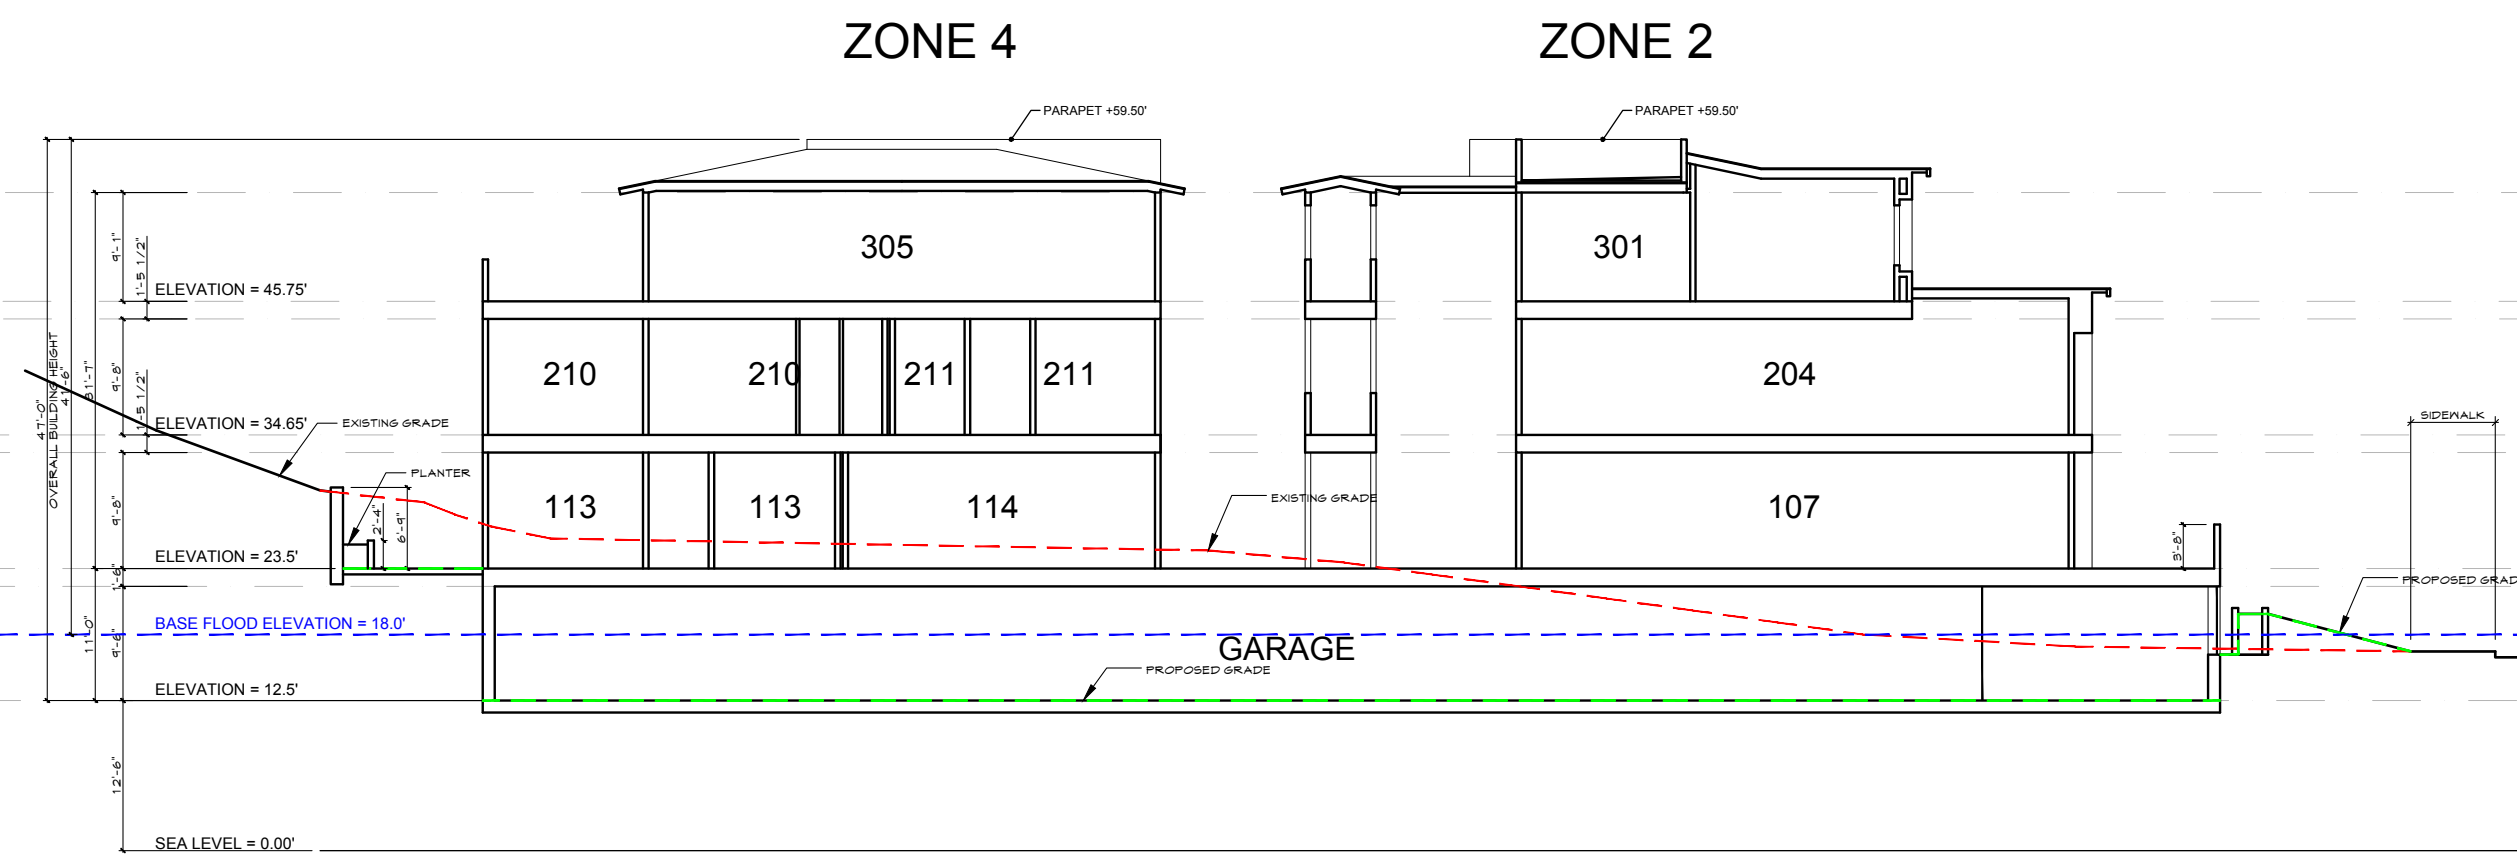 ZONE 4
ZONE 2
PARAPET +59.50'
PARAPET +59.50'
305
301
9'-1"
1'-5 1/2"
ELEVATION = 45.75'
47'-0"
OVERALL BUILDING HEIGHT
41'-6"
31'-7"
9'-8"
1'-5 1/2"
210
210
211
211
204
ELEVATION = 34.65'
EXISTING GRADE
SIDEWALK
PLANTER
9'-8"
2'-4"
6'-9"
113
113
114
EXISTING GRADE
107
3'-8"
ELEVATION = 23.5'
1'-6"
PROPOSED GRAD
BASE FLOOD ELEVATION = 18.0'
11'-0"
9'-6"
GARAGE
PROPOSED GRADE
ELEVATION = 12.5'
12'-6"
SEA LEVEL = 0.00'